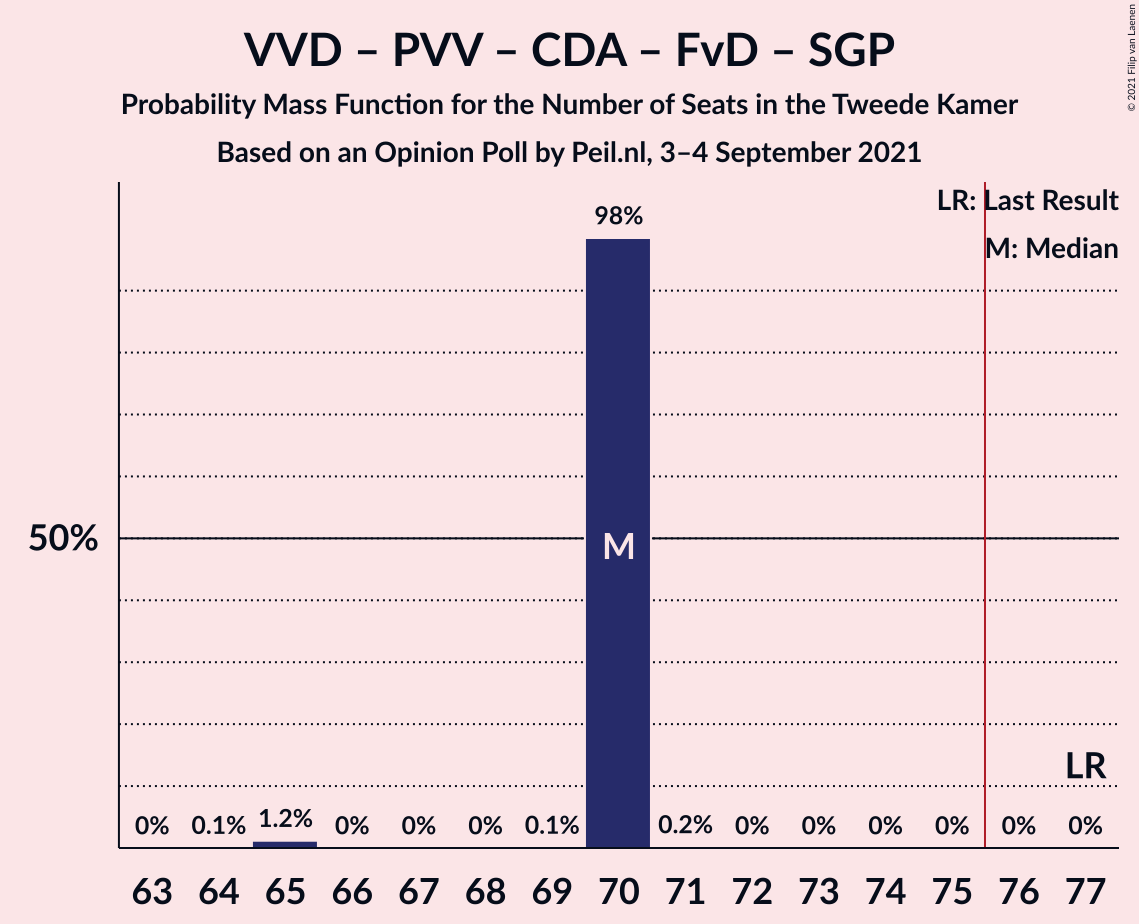 VVD – PVV – CDA – FvD – SGP
Probability Mass Function for the Number of Seats in the Tweede Kamer
Based on an Opinion Poll by Peil.nl, 3–4 September 2021
© 2021 Filip van Laenen
LR: Last Result
M: Median
98%
50%
M
LR
0% 0.1% 1.2% 0% 0% 0% 0.1% 0.2% 0% 0% 0% 0% 0% 0%
63 64 65 66 67 68 69 70 71 72 73 74 75 76 77